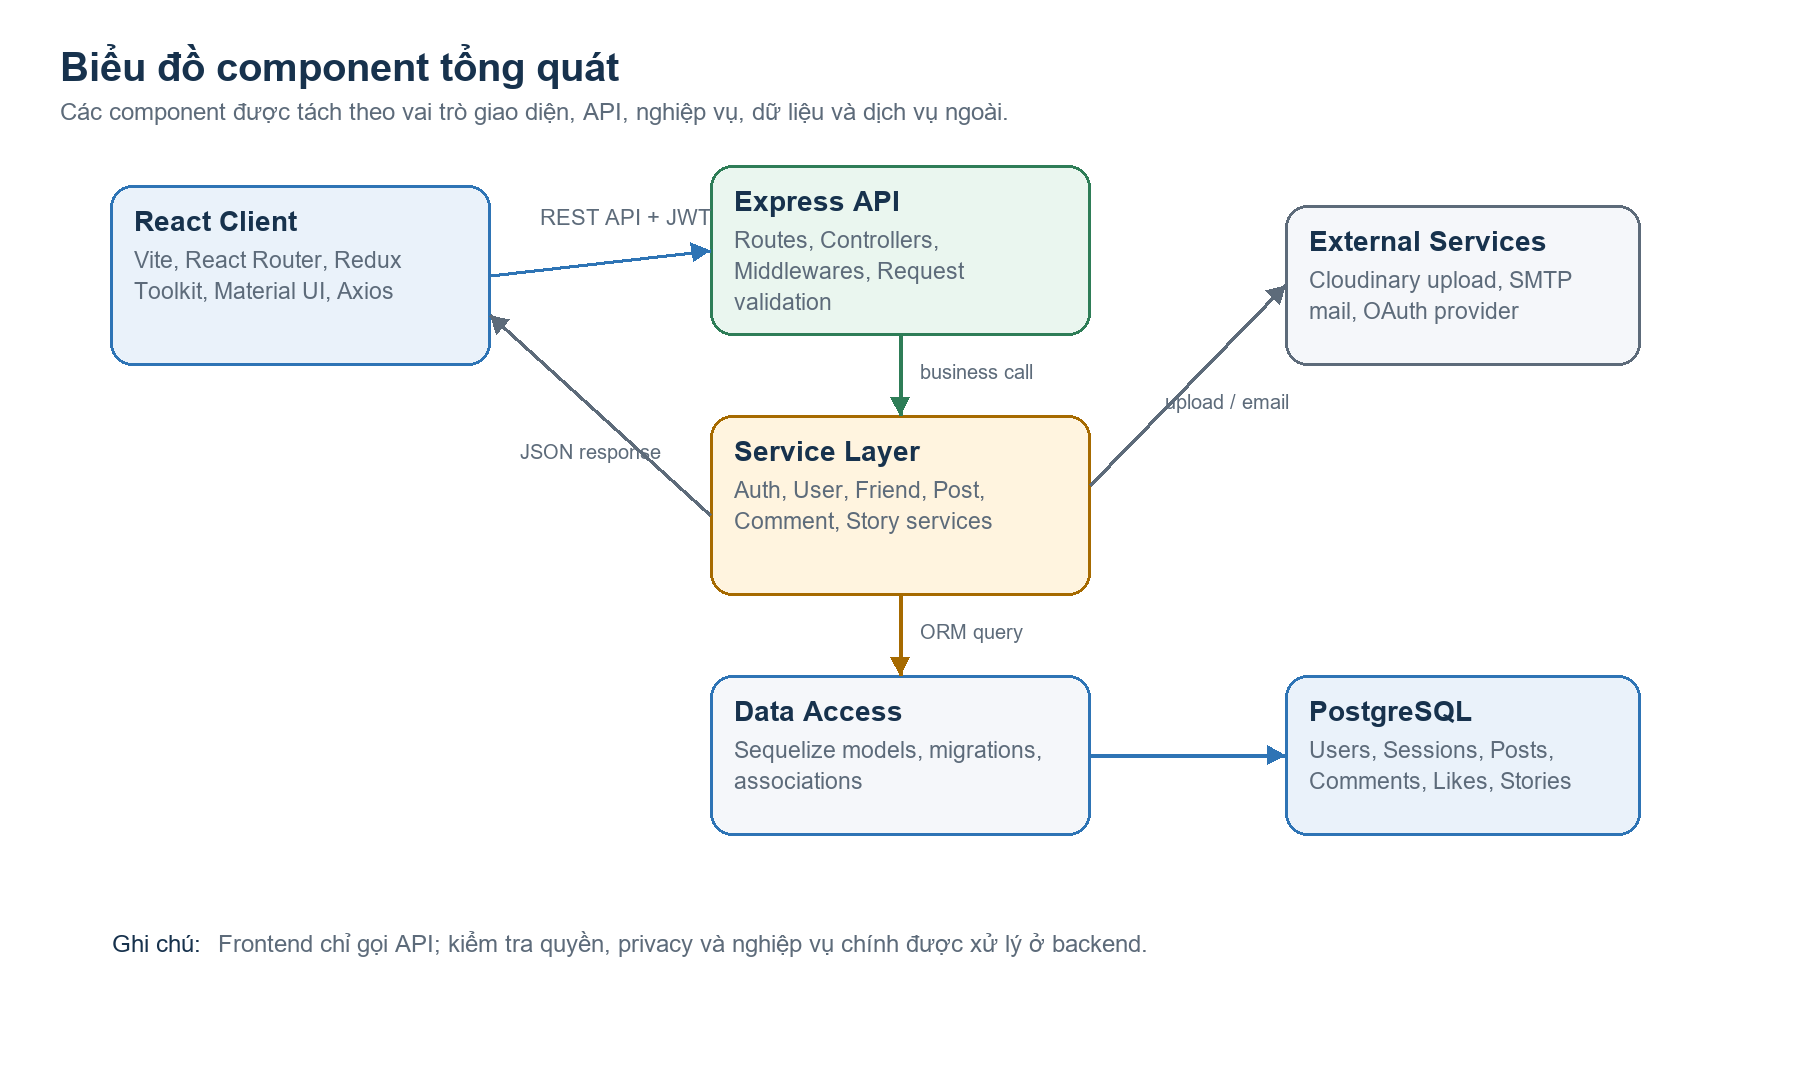 Biểu đồ component tổng quát
Các component được tách theo vai trò giao diện, API, nghiệp vụ, dữ liệu và dịch vụ ngoài.
React Client
Vite, React Router, Redux
Toolkit, Material UI, Axios
REST API + JWT
Express API
Routes, Controllers,
Middlewares, Request
validation
External Services
Cloudinary upload, SMTP
mail, OAuth provider
business call
upload / email
JSON response
Service Layer
Auth, User, Friend, Post,
Comment, Story services
ORM query
Data Access
Sequelize models, migrations,
associations
PostgreSQL
Users, Sessions, Posts,
Comments, Likes, Stories
Ghi chú: Frontend chỉ gọi API; kiểm tra quyền, privacy và nghiệp vụ chính được xử lý ở backend.